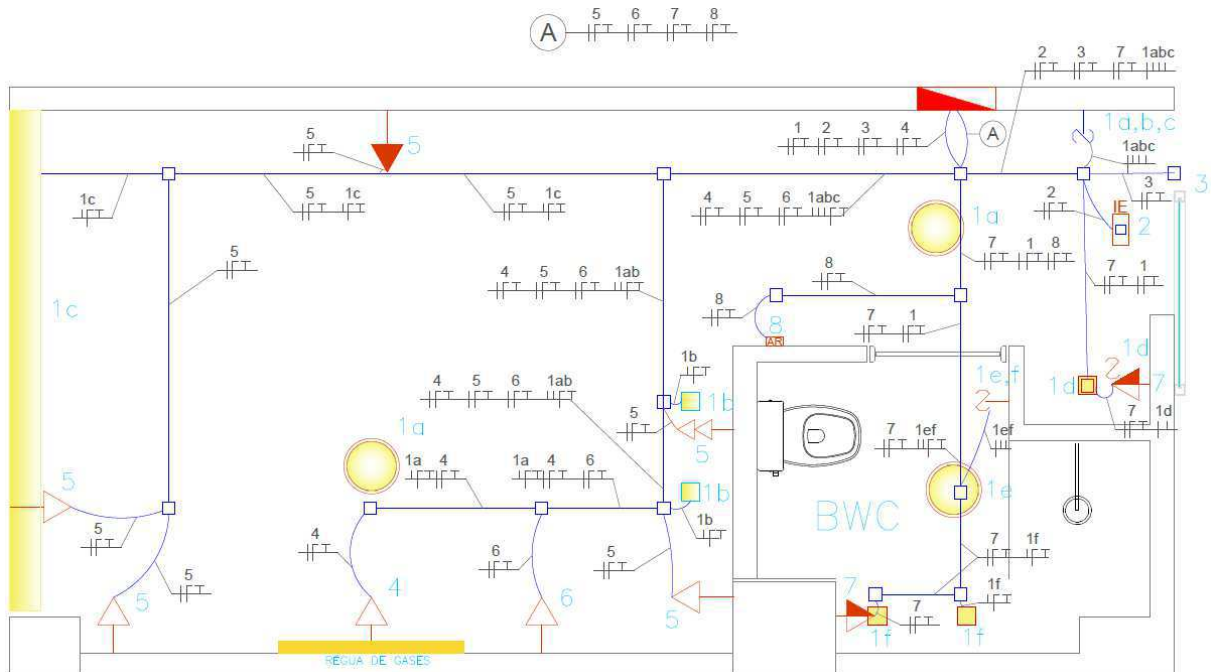 5 6 7 8
A
2 3 7 1abc
5
5
1 2 3 4
A
1a,b,c
1abc
1c
5 1c
5 1c
4 5 6 1abc
3
3
2
IE
2
1a
5
7 1 8
8
4 5 6 1ab
7 1
1c
8
8
AR
7 1
1b
1b
1d
7
1d
1e,f
4 5 6 1ab
5
5
7 1d
1a
7 1ef
1ef
1a 4
1a 4 6
1b
1b
1e
5
5
BWC
4
6
5
7 1f
5
5
4
6
5
7
1f
7
1f
1f
RÉGUA DE GASES